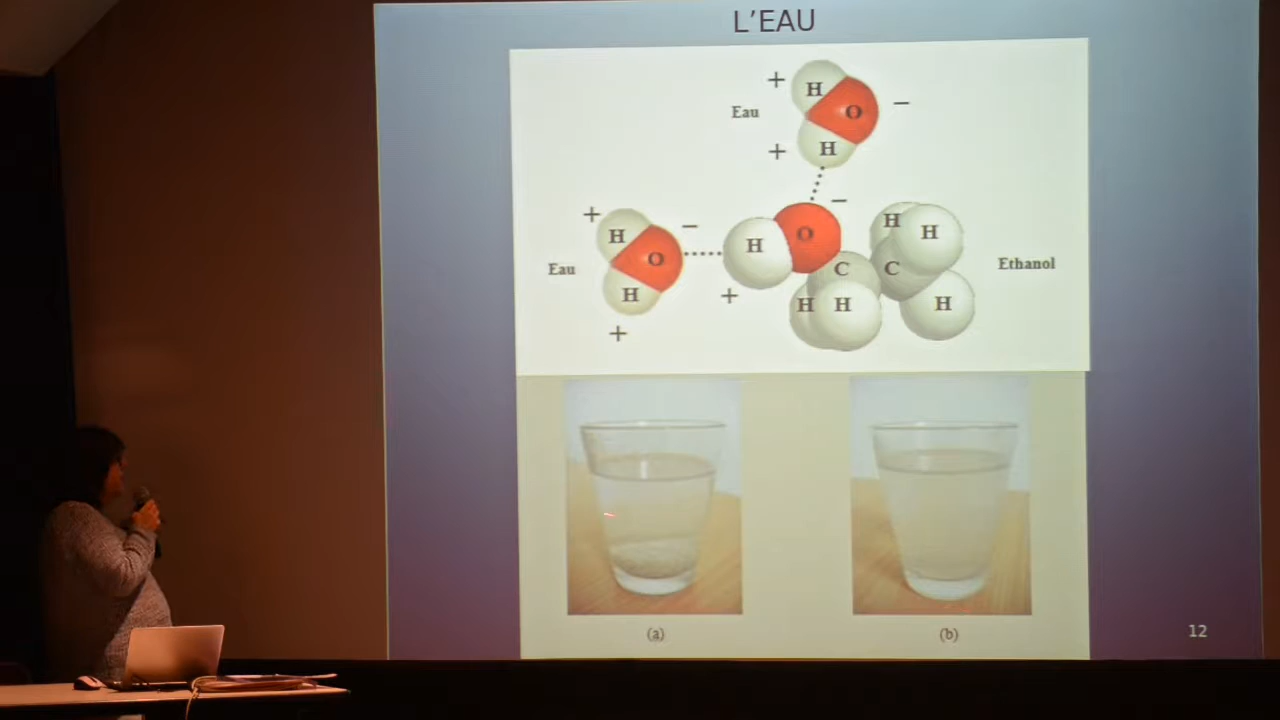 L'EAU
+ H
Eau O −
+ H
−
+ H − H O H H
Eau O C C Ethanol
H + H H H
+
(a) (b)
12